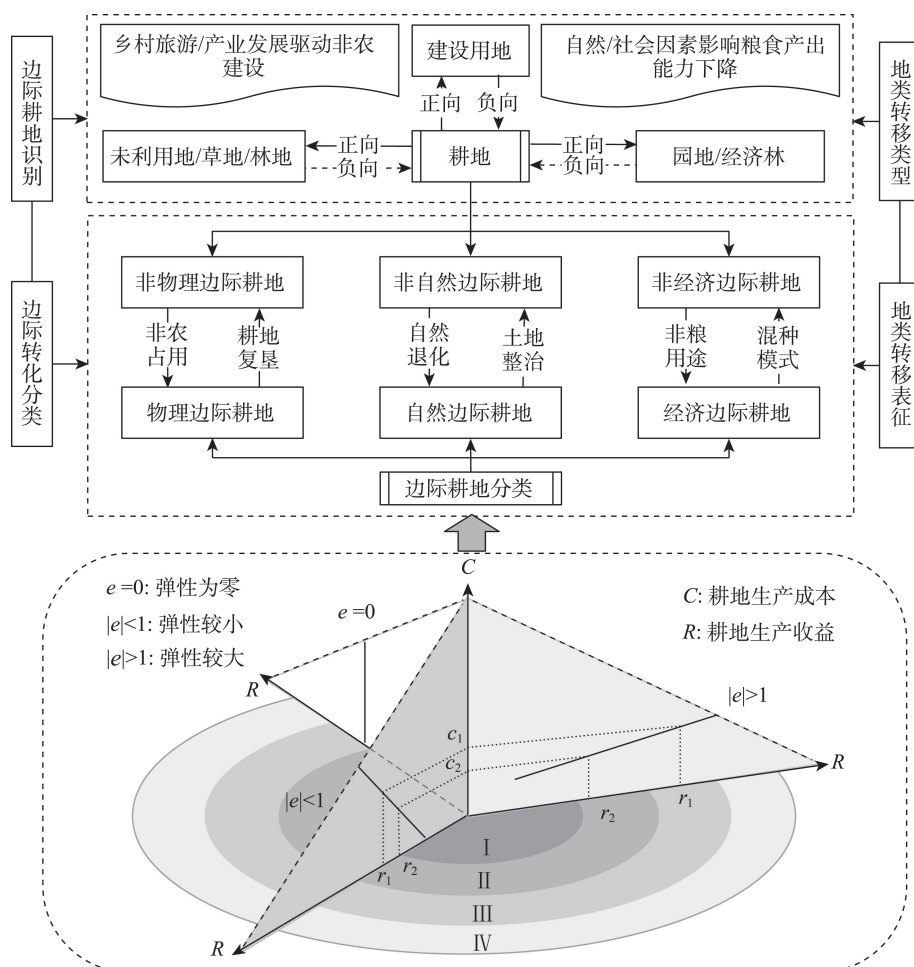 边际耕地识别
边际转化分类
乡村旅游/产业发展驱动非农
建设
建设用地
自然/社会因素影响粮食产出
能力下降
正向
负向
未利用地/草地/林地
正向
负向
耕地
正向
负向
园地/经济林
地类转移类型
地类转移表征
非物理边际耕地
非自然边际耕地
非经济边际耕地
非农
占用
耕地
复垦
自然
退化
土地
整治
非粮
用途
混种
模式
物理边际耕地
自然边际耕地
经济边际耕地
边际耕地分类
C
e=0: 弹性为零
|e|<1: 弹性较小
|e|>1: 弹性较大
e=0
C: 耕地生产成本
R: 耕地生产收益
R
|e|>1
c1
c2
R
|e|<1
r2
r1
I
r1
r2
II
III
R
IV